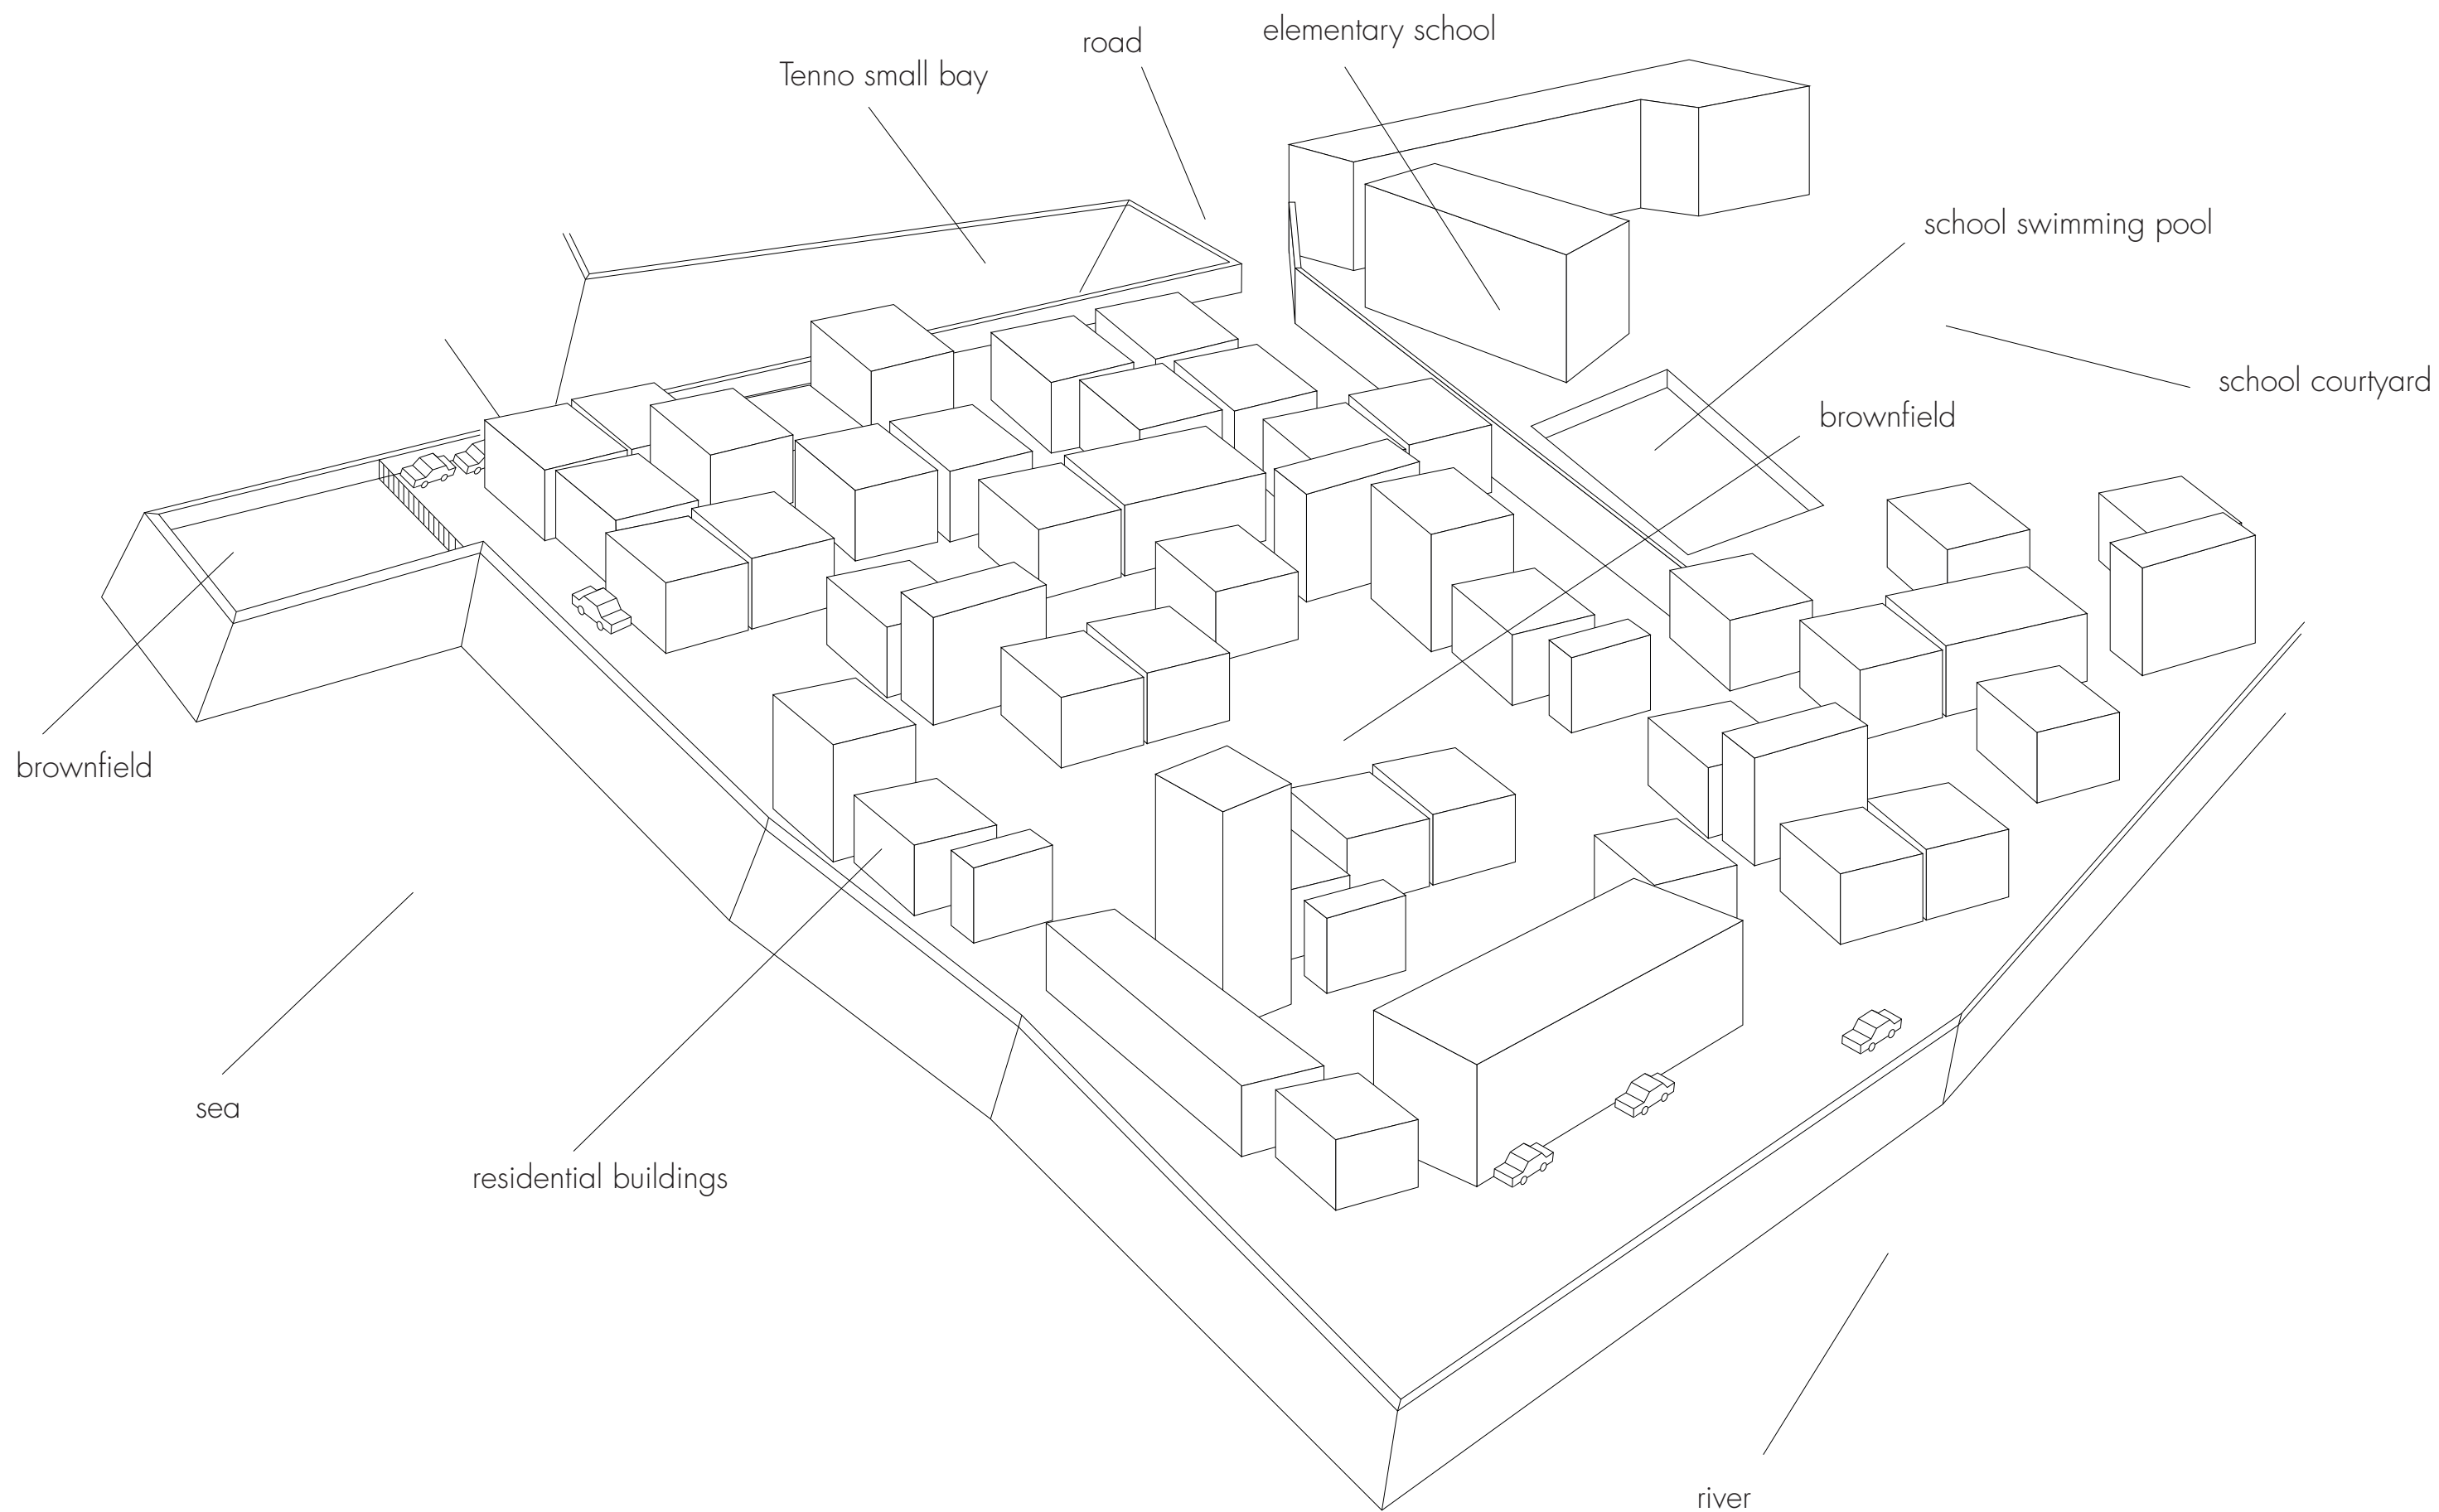 elementary school
road
Tenno small bay
school swimming pool
school courtyard
brownfield
brownfield
sea
residential buildings
river